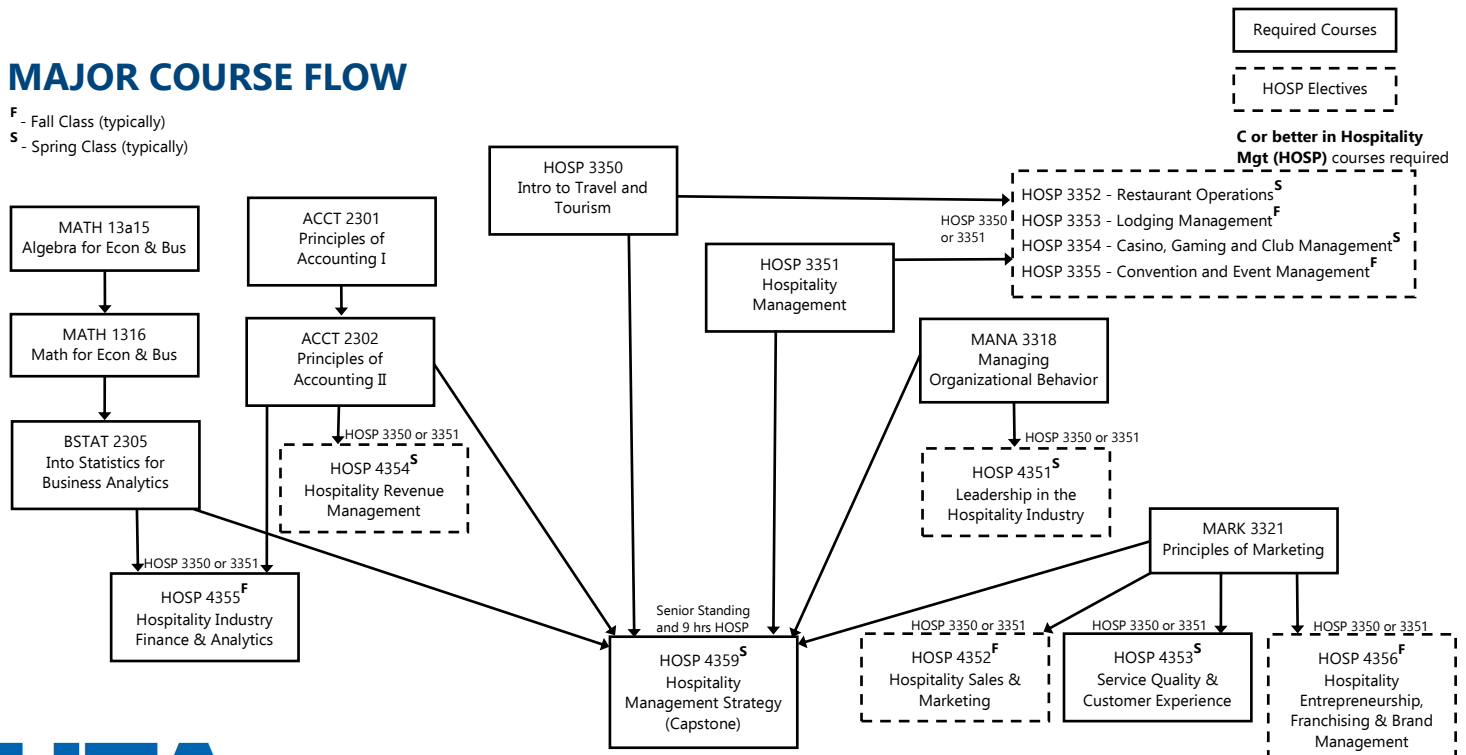 Required Courses
MAJOR COURSE FLOW
HOSP Electives
F - Fall Class (typically)
S - Spring Class (typically)
C or better in Hospitality
Mgt (HOSP) courses required
HOSP 3350
Intro to Travel and
Tourism
HOSP 3352 - Restaurant Operations S
HOSP 3353 - Lodging Management F
HOSP 3354 - Casino, Gaming and Club Management S
HOSP 3355 - Convention and Event Management F
HOSP 3350
or 3351
MATH 13a15
Algebra for Econ & Bus
ACCT 2301
Principles of
Accounting I
HOSP 3351
Hospitality
Management
MATH 1316
Math for Econ & Bus
ACCT 2302
Principles of
Accounting II
MANA 3318
Managing
Organizational Behavior
BSTAT 2305
Into Statistics for
Business Analytics
HOSP 3350 or 3351
HOSP 4354 S
Hospitality Revenue
Management
HOSP 3350 or 3351
HOSP 4351 S
Leadership in the
Hospitality Industry
MARK 3321
Principles of Marketing
HOSP 3350 or 3351
HOSP 4355 F
Hospitality Industry
Finance & Analytics
Senior Standing
and 9 hrs HOSP
HOSP 4359 S
Hospitality
Management Strategy
(Capstone)
HOSP 3350 or 3351
HOSP 4352 F
Hospitality Sales &
Marketing
HOSP 3350 or 3351
HOSP 4353 S
Service Quality &
Customer Experience
HOSP 3350 or 3351
HOSP 4356 F
Hospitality
Entrepreneurship,
Franchising & Brand
Management